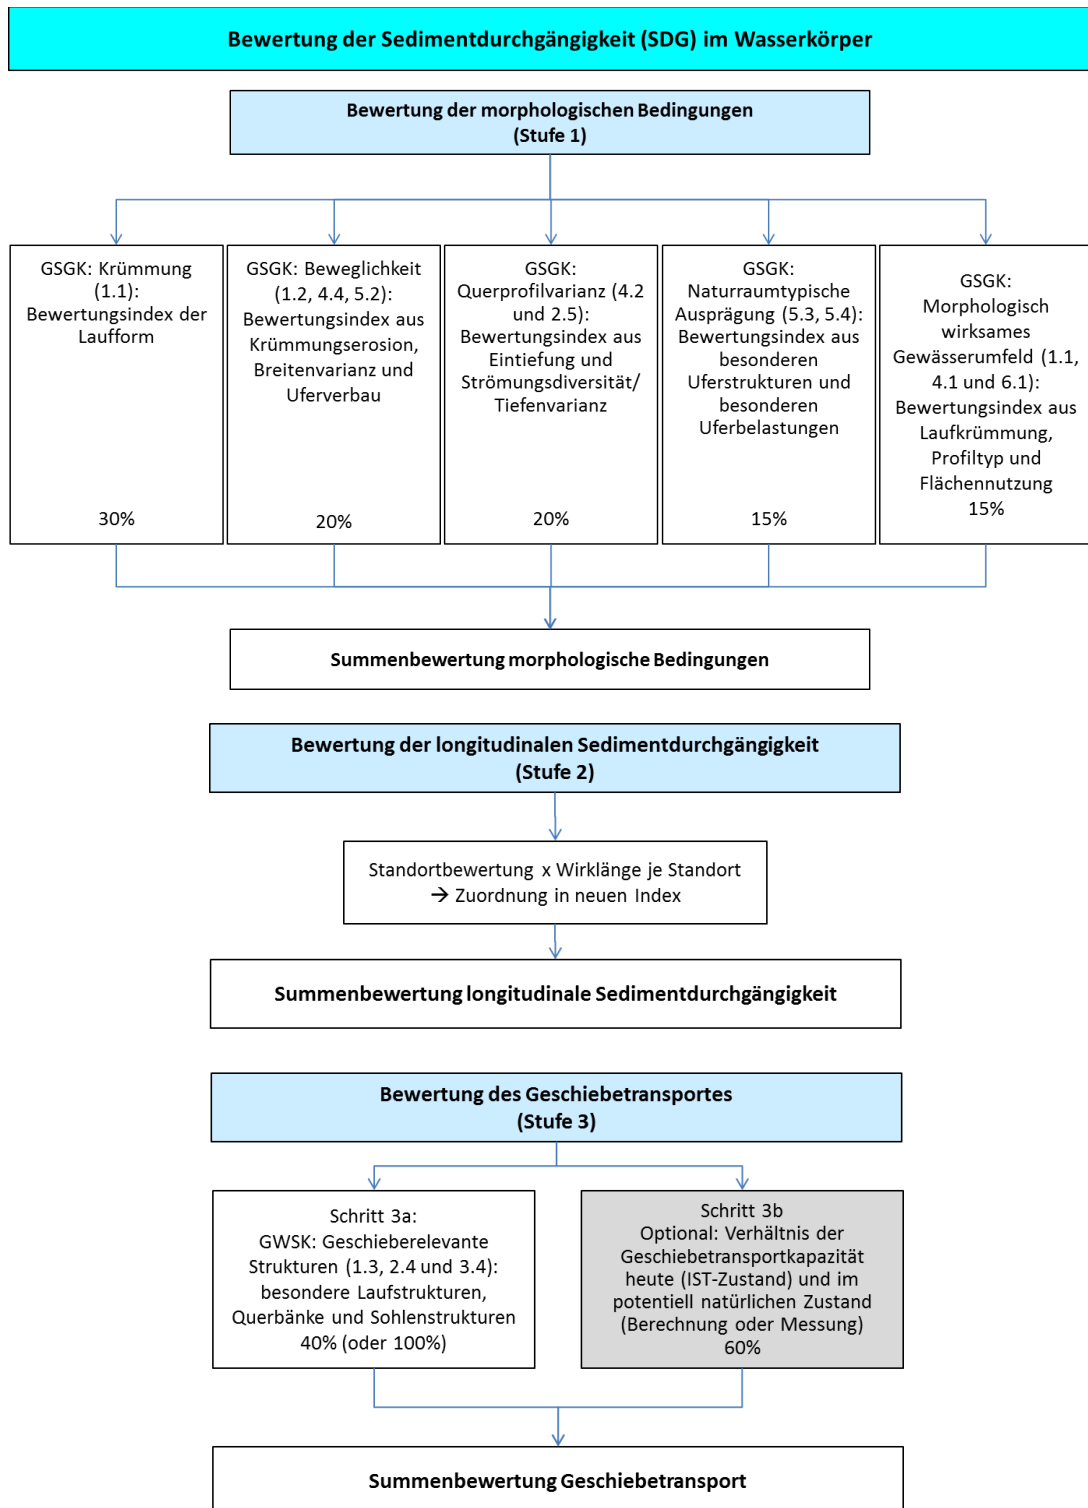 Bewertung der Sedimentdurchgängigkeit (SDG) im Wasserkörper
Bewertung der morphologischen Bedingungen
(Stufe 1)
GSGK: Krümmung
(1.1):
Bewertungsindex der
Laufform
30%
GSGK: Beweglichkeit
(1.2, 4.4, 5.2):
Bewertungsindex aus
Krümmungserosion,
Breitenvarianz und
Uferverbau
20%
GSGK:
Querprofilvarianz (4.2
und 2.5):
Bewertungsindex aus
Eintiefung und
Strömungsdiversität/
Tiefenvarianz
20%
GSGK:
Naturraumtypische
Ausprägung (5.3, 5.4):
Bewertungsindex aus
besonderen
Uferstrukturen und
besonderen
Uferbelastungen
15%
GSGK:
Morphologisch
wirksames
Gewässerumfeld (1.1,
4.1 und 6.1):
Bewertungsindex aus
Laufkrümmung,
Profiltyp und
Flächennutzung
15%
Summenbewertung morphologische Bedingungen
Bewertung der longitudinalen Sedimentdurchgängigkeit
(Stufe 2)
Standortbewertung x Wirklänge je Standort
→ Zuordnung in neuen Index
Summenbewertung longitudinale Sedimentdurchgängigkeit
Bewertung des Geschiebetransportes
(Stufe 3)
Schritt 3a:
GWSK: Geschieberelevante
Strukturen (1.3, 2.4 und 3.4):
besondere Laufstrukturen,
Querbänke und Sohlenstrukturen
40% (oder 100%)
Schritt 3b
Optional: Verhältnis der
Geschiebetransportkapazität
heute (IST-Zustand) und im
potentiell natürlichen Zustand
(Berechnung oder Messung)
60%
Summenbewertung Geschiebetransport